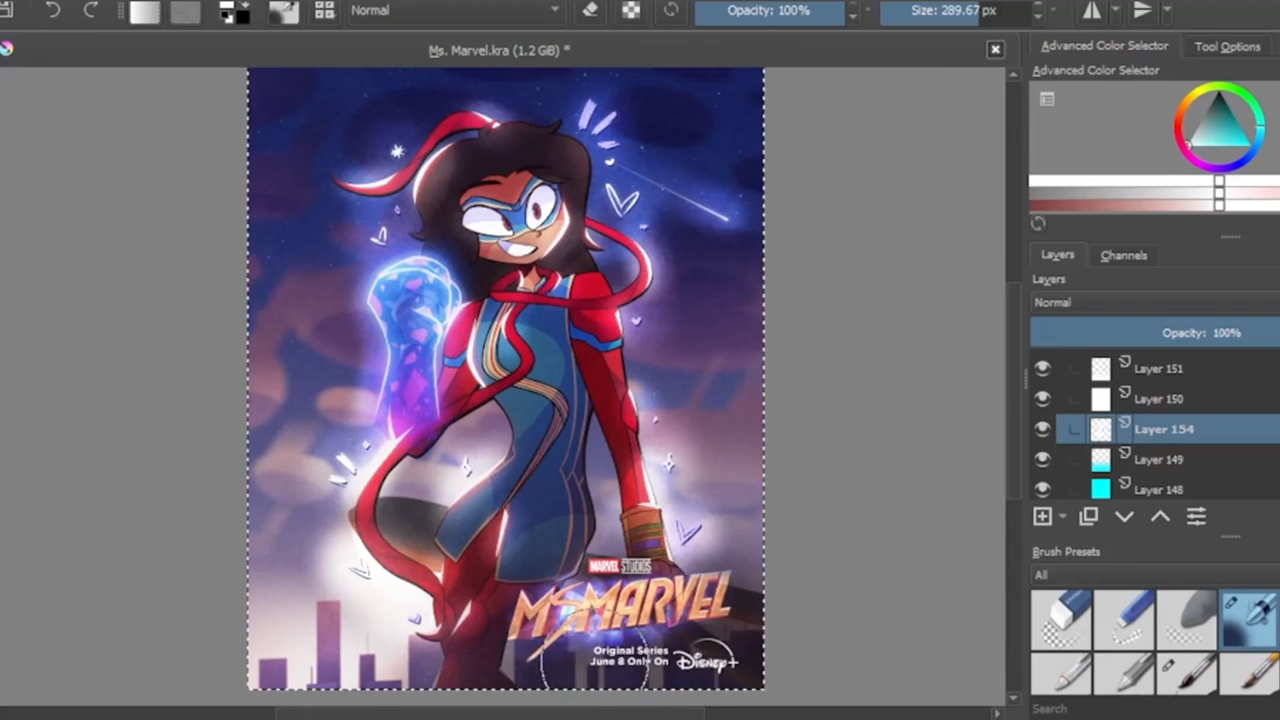 Normal
Opacity: 100%
Size: 289.67 px
Ms. Marvel.kra (1.2 GiB) *
Advanced Color Selector
Tool Options
Advanced Color Selector
Layers
Channels
Layers
Normal
Opacity: 100%
Layer 151
Layer 150
Layer 154
Layer 149
Layer 148
Brush Presets
All
Search
MARVEL STUDIOS
MS MARVEL
Original Series
June 8 Only On
Disney+